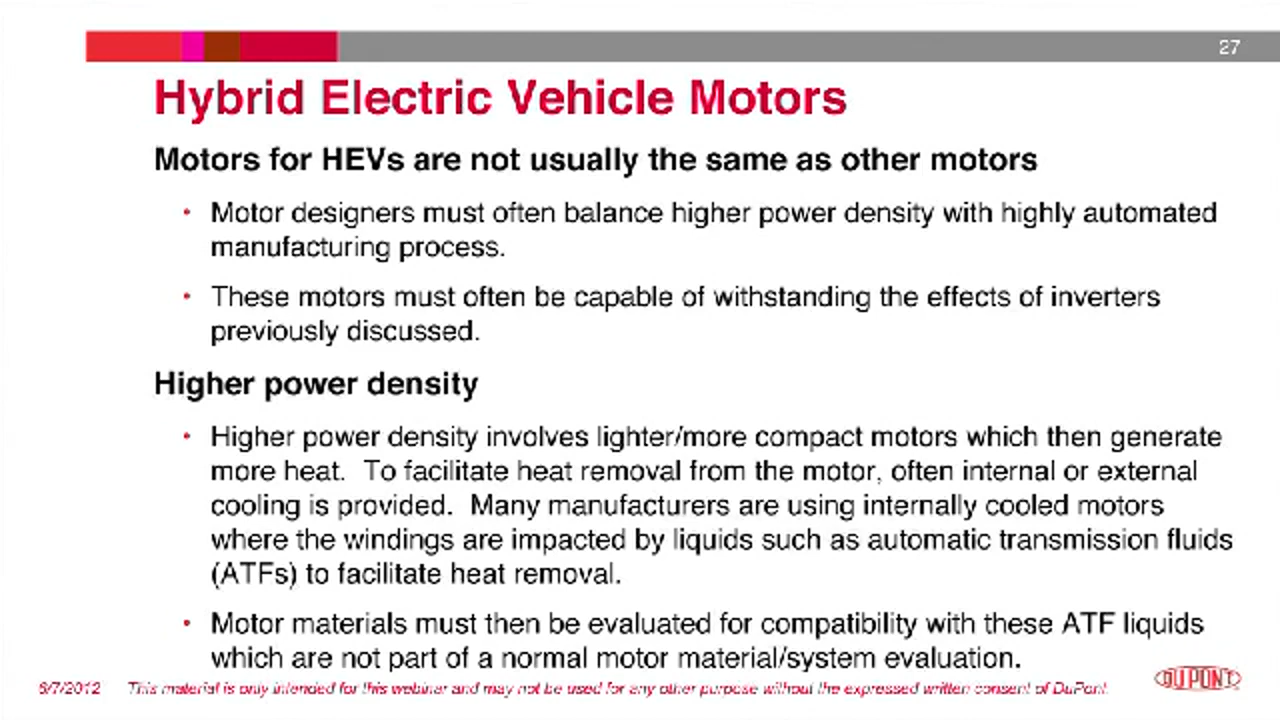 27
Hybrid Electric Vehicle Motors
Motors for HEVs are not usually the same as other motors
• Motor designers must often balance higher power density with highly automated
manufacturing process.
• These motors must often be capable of withstanding the effects of inverters
previously discussed.
Higher power density
• Higher power density involves lighter/more compact motors which then generate
more heat.  To facilitate heat removal from the motor, often internal or external
cooling is provided.  Many manufacturers are using internally cooled motors
where the windings are impacted by liquids such as automatic transmission fluids
(ATFs) to facilitate heat removal.
• Motor materials must then be evaluated for compatibility with these ATF liquids
which are not part of a normal motor material/system evaluation.
6/7/2012 This material is only intended for this webinar and may not be used for any other purpose without the expressed written consent of DuPont.
DUPONT